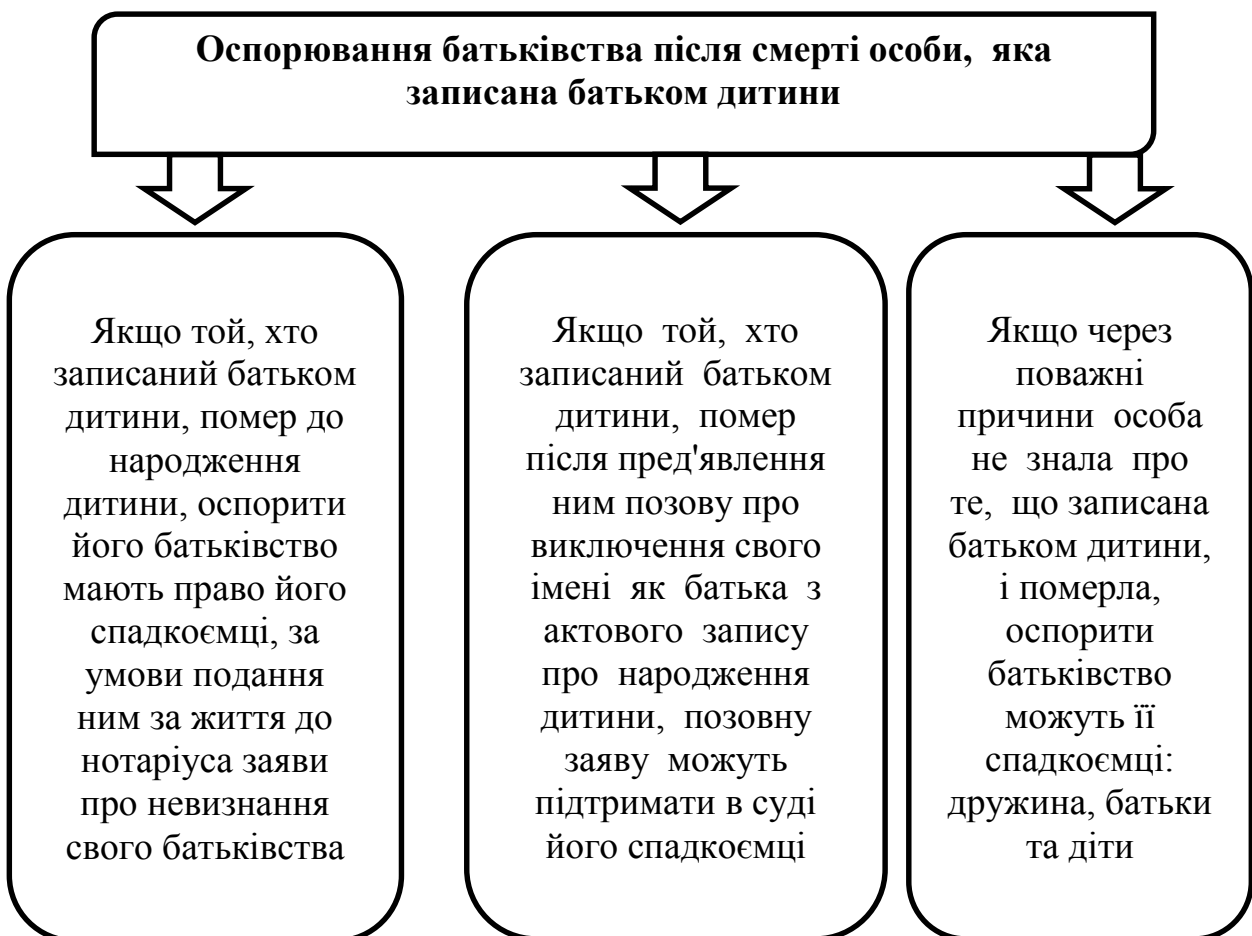 Оспорювання батьківства після смерті особи, яка
записана батьком дитини
Якщо той, хто
записаний батьком
дитини, помер до
народження
дитини, оспорити
його батьківство
мають право його
спадкоємці, за
умови подання
ним за життя до
нотаріуса заяви
про невизнання
свого батьківства
Якщо той, хто
записаний батьком
дитини, помер
після пред'явлення
ним позову про
виключення свого
імені як батька з
актового запису
про народження
дитини, позовну
заяву можуть
підтримати в суді
його спадкоємці
Якщо через
поважні
причини особа
не знала про
те, що записана
батьком дитини,
і померла,
оспорити
батьківство
можуть її
спадкоємці:
дружина, батьки
та діти